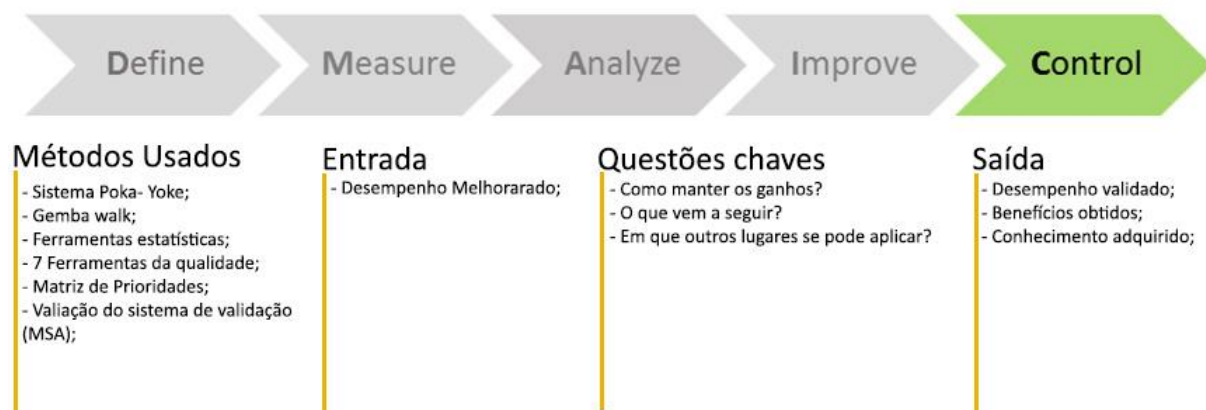 Define
Measure
Analyze
Improve
Control
Métodos Usados
- Sistema Poka- Yoke;
- Gemba walk;
- Ferramentas estatísticas;
- 7 Ferramentas da qualidade;
- Matriz de Prioridades;
- Valiação do sistema de validação
(MSA);
Entrada
- Desempenho Melhorarado;
Questões chaves
- Como manter os ganhos?
- O que vem a seguir?
- Em que outros lugares se pode aplicar?
Saída
- Desempenho validado;
- Benefícios obtidos;
- Conhecimento adquirido;